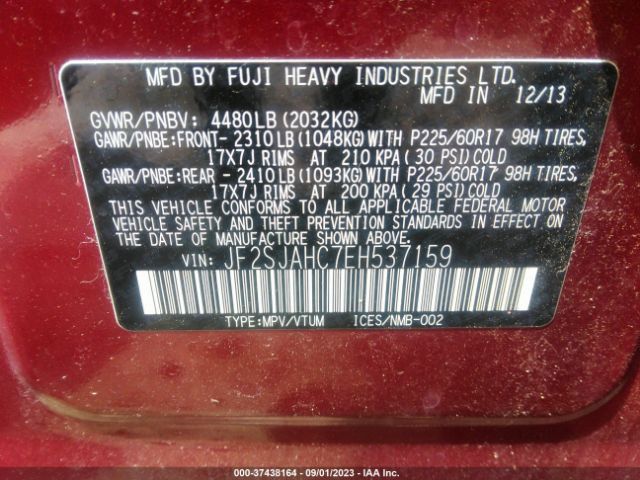 MFD BY FUJI HEAVY INDUSTRIES LTD.
MFD IN 12/13
GVWR/PNBV: 4480LB (2032KG)
GAWR/PNBE:FRONT- 2310 LB (1048KG) WITH P225/60R17 98H TIRES,
17X7J RIMS AT 210 KPA (30 PSI) COLD
GAWR/PNBE:REAR - 2410 LB (1093KG) WITH P225/60R17 98H TIRES,
17X7J RIMS AT 200 KPA (29 PSI) COLD
THIS VEHICLE CONFORMS TO ALL APPLICABLE FEDERAL MOTOR
VEHICLE SAFETY AND THEFT PREVENTION STANDARDS IN EFFECT
ON THE DATE OF MANUFACTURE SHOWN ABOVE.
VIN: JF2SJAHC7EH537159
TYPE:MPV/VTUM ICES/NMB-002
000-37438164 - 09/01/2023 - IAA Inc.